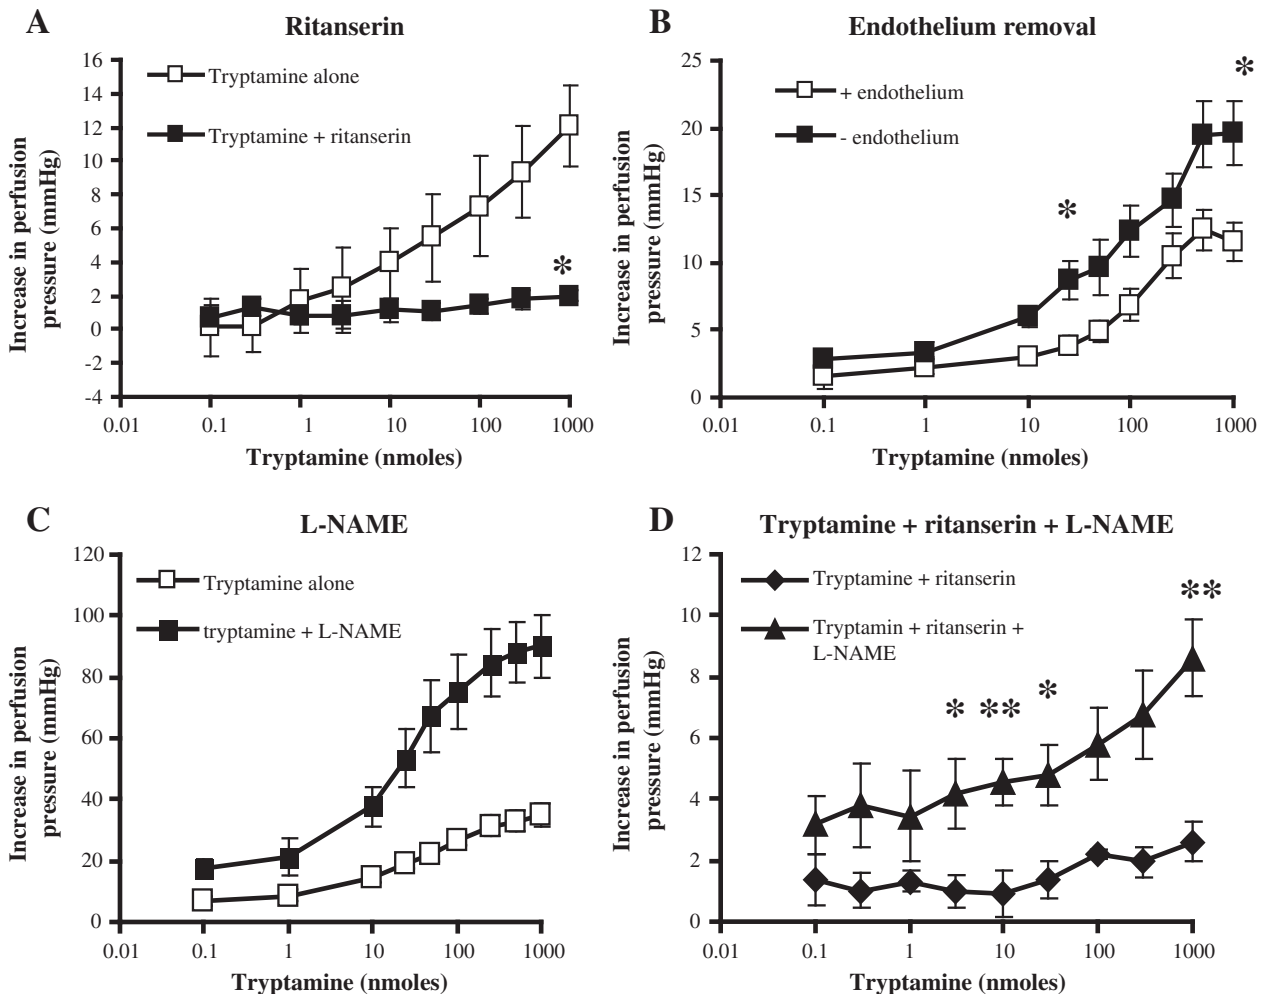 A
Ritanserin
16
14
12
10
8
6
4
2
0
-2
-4
Increase in perfusion
pressure (mmHg)
Tryptamine alone
Tryptamine + ritanserin
*
0.01
0.1
1
10
100
1000
Tryptamine (nmoles)
B
Endothelium removal
25
20
15
10
5
0
Increase in perfusion
pressure (mmHg)
+ endothelium
- endothelium
*
*
0.01
0.1
1
10
100
1000
Tryptamine (nmoles)
C
L-NAME
120
100
80
60
40
20
0
Increase in perfusion
pressure (mmHg)
Tryptamine alone
tryptamine + L-NAME
0.01
0.1
1
10
100
1000
Tryptamine (nmoles)
D
Tryptamine + ritanserin + L-NAME
12
10
8
6
4
2
0
Increase in perfusion
pressure (mmHg)
Tryptamine + ritanserin
Tryptamin + ritanserin +
L-NAME
* ** * **
0.01
0.1
1
10
100
1000
Tryptamine (nmoles)